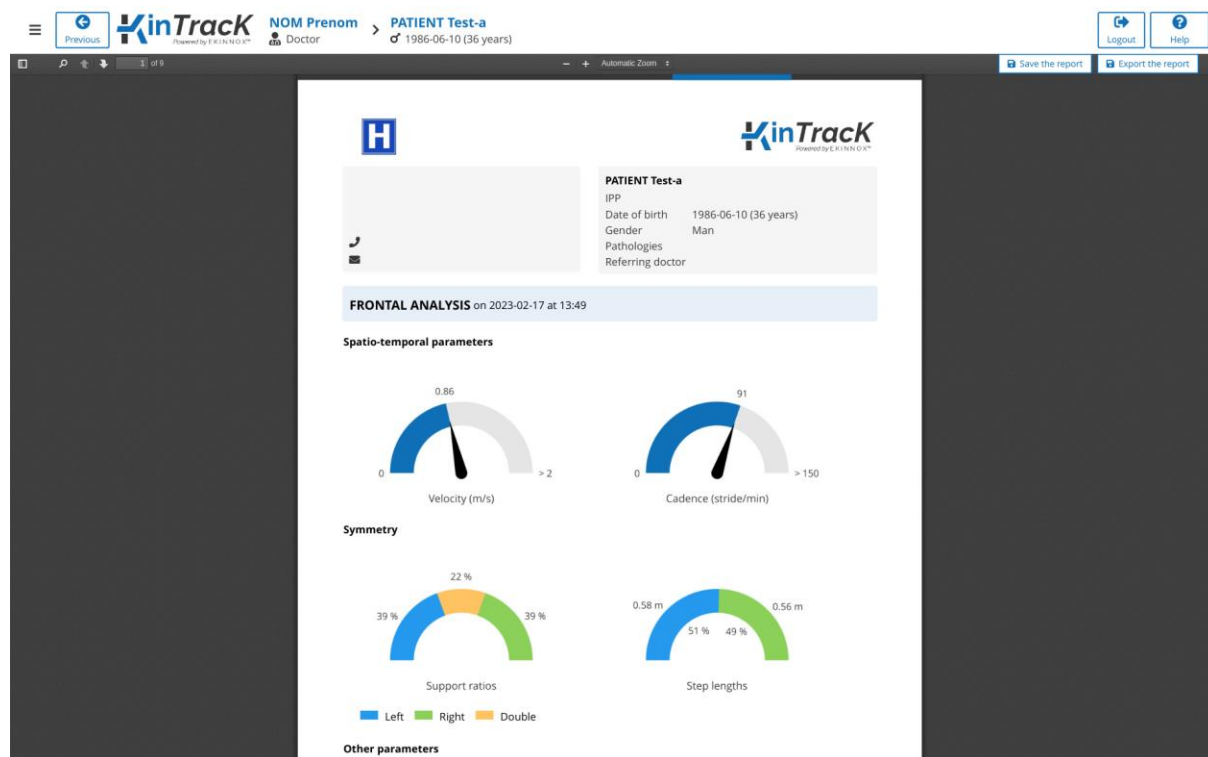 Previous
KinTracK
Powered by EKINNOX™
NOM Prenom
Doctor
>
PATIENT Test-a
1986-06-10 (36 years)
Logout
Help
1 of 9
− + Automatic Zoom
Save the report
Export the report
H
KinTracK
Powered by EKINNOX™
PATIENT Test-a
IPP
Date of birth 1986-06-10 (36 years)
Gender Man
Pathologies
Referring doctor
FRONTAL ANALYSIS on 2023-02-17 at 13:49
Spatio-temporal parameters
0.86
0 > 2
Velocity (m/s)
91
0 > 150
Cadence (stride/min)
Symmetry
22 %
39 % 39 %
Support ratios
0.58 m 0.56 m
51 % 49 %
Step lengths
Left Right Double
Other parameters